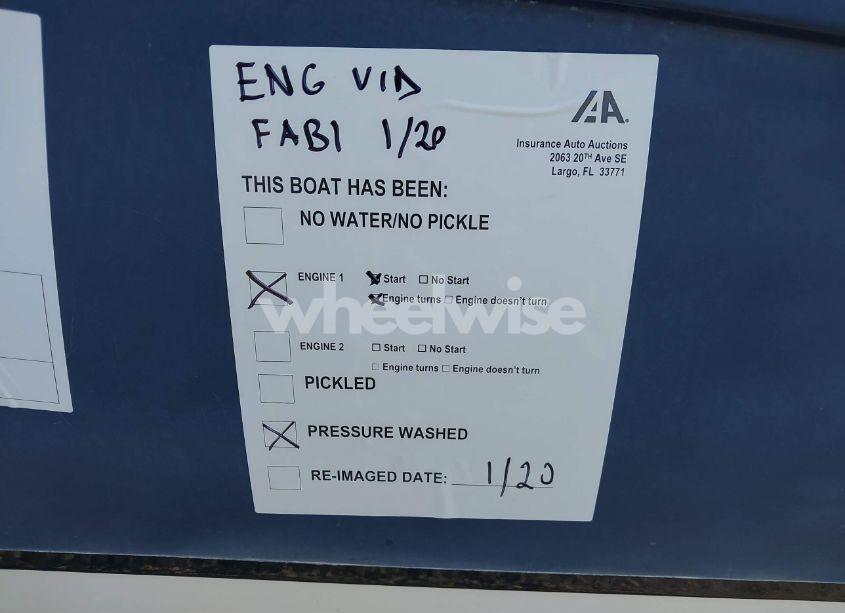 ENG VID
FABI 1/20
IAA.
Insurance Auto Auctions
2063 20TH Ave SE
Largo, FL 33771
THIS BOAT HAS BEEN:
NO WATER/NO PICKLE
ENGINE 1 Start No Start
Engine turns Engine doesn't turn
wheelwise
ENGINE 2 Start No Start
Engine turns Engine doesn't turn
PICKLED
PRESSURE WASHED
RE-IMAGED DATE: 1/20